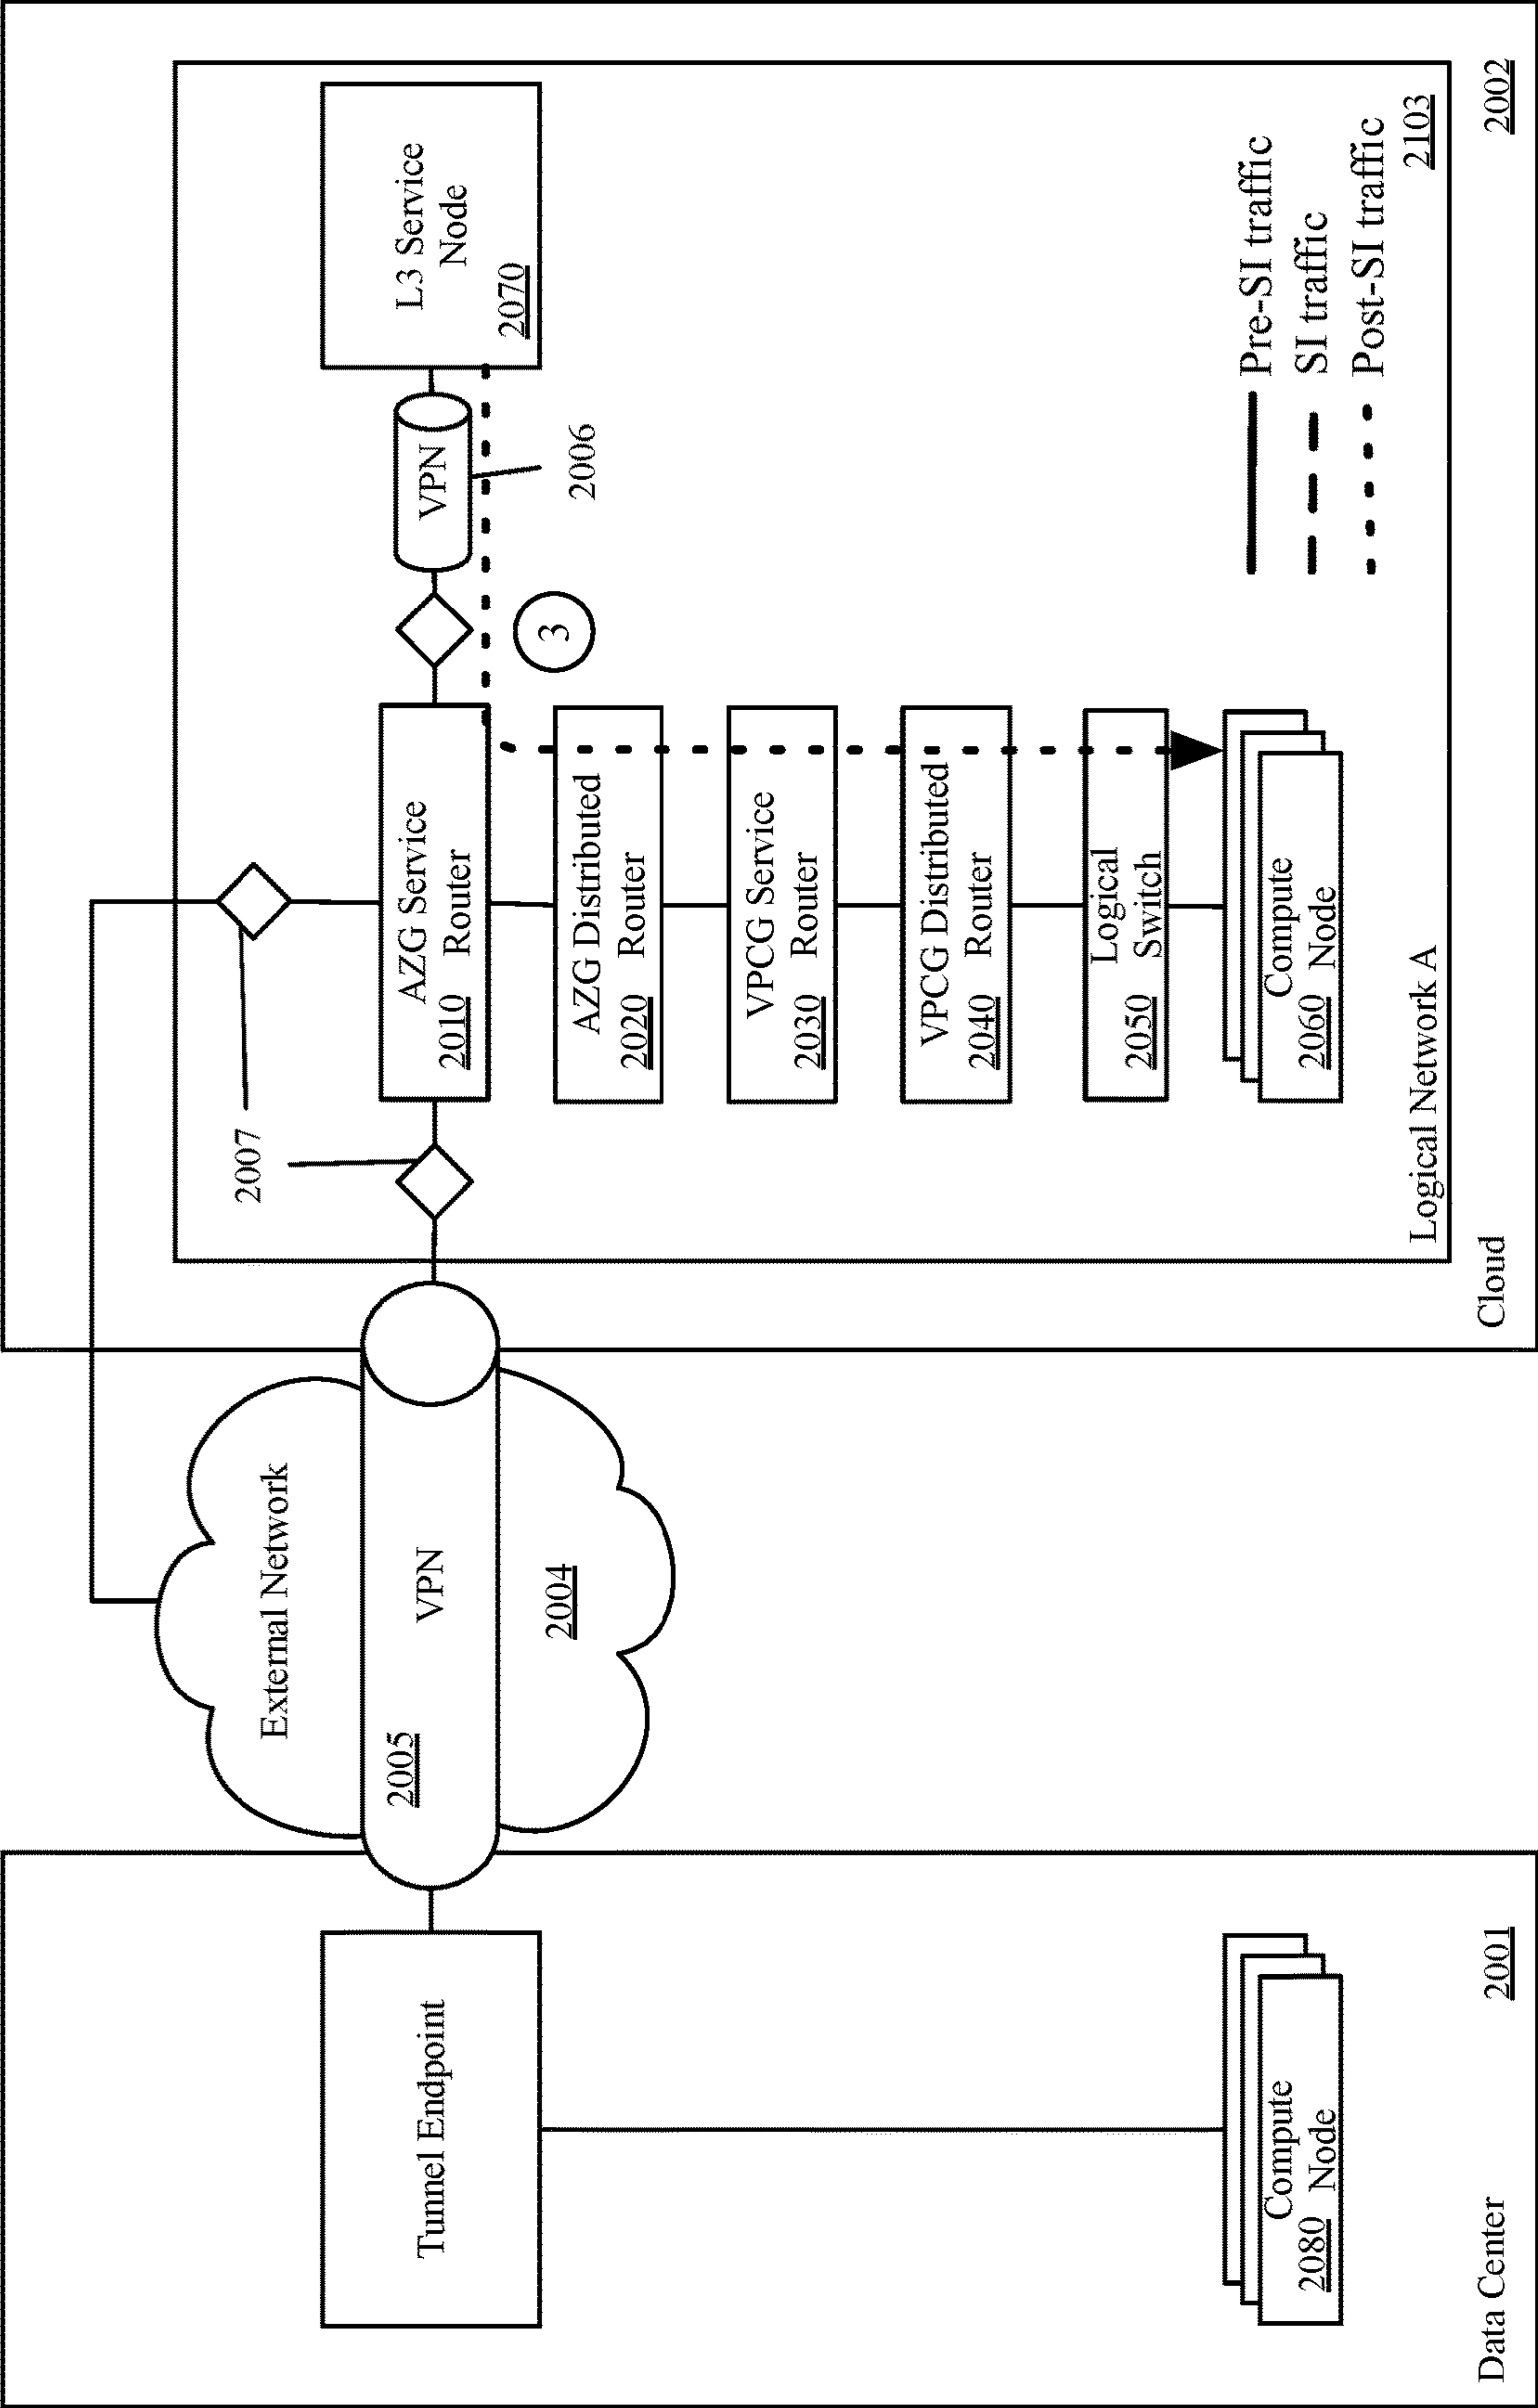 Tunnel Endpoint
Compute
Node
2080
Data Center
2001
External Network
VPN
2005
2004
2007
AZG Service
Router
2010
AZG Distributed
Router
2020
VPCG Service
Router
2030
VPCG Distributed
Router
2040
Logical
Switch
2050
Compute
Node
2060
3
VPN
2006
L3 Service
Node
2070
Pre-SI traffic
SI traffic
Post-SI traffic
Logical Network A
2103
Cloud
2002